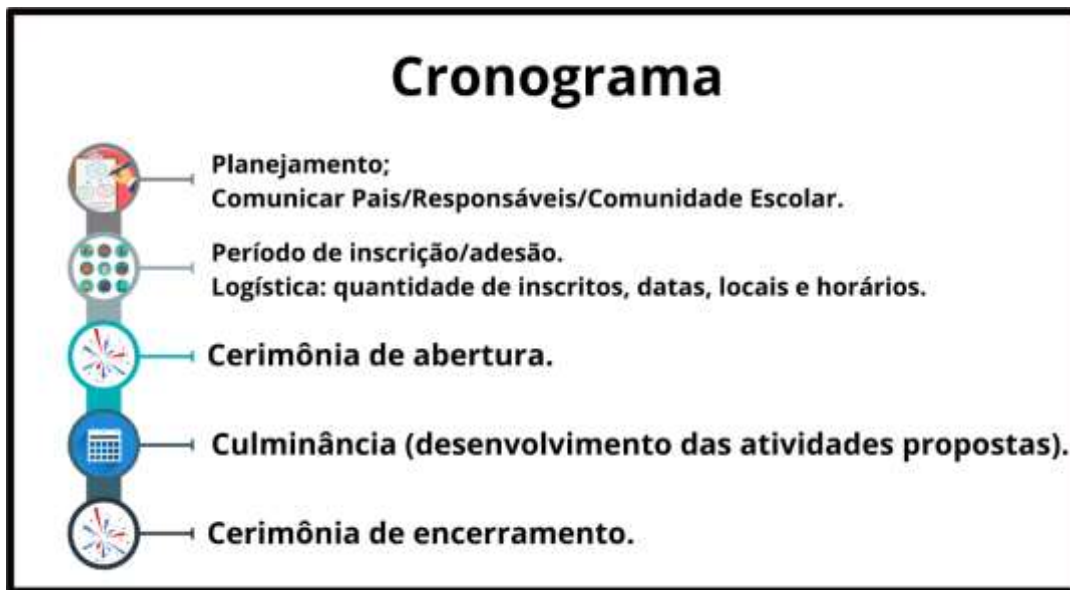 Cronograma
Planejamento;
Comunicar Pais/Responsáveis/Comunidade Escolar.
Período de inscrição/adesão.
Logística: quantidade de inscritos, datas, locais e horários.
Cerimônia de abertura.
Culminância (desenvolvimento das atividades propostas).
Cerimônia de encerramento.